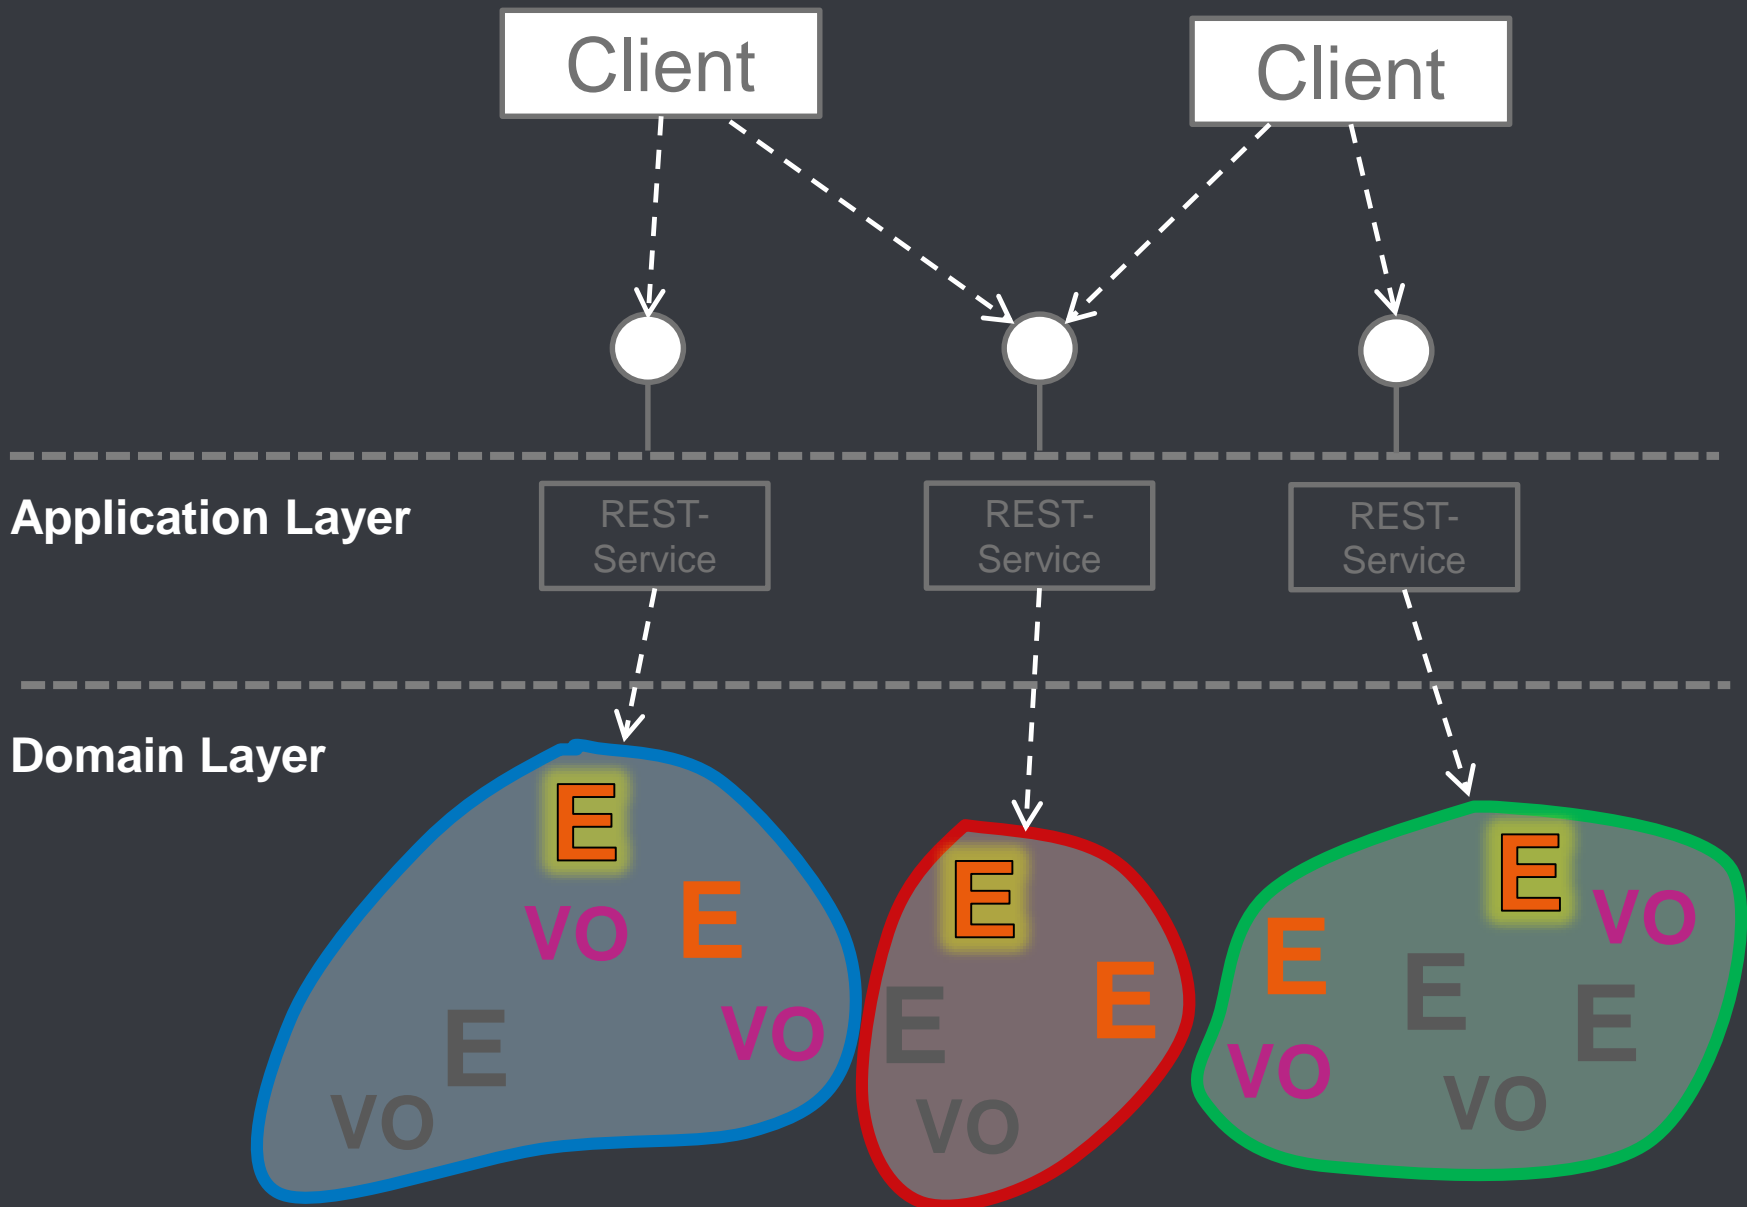 Client
Client
Application Layer
REST-
Service
REST-
Service
REST-
Service
Domain Layer
E
VO
E
E
VO
VO
E
E
E
VO
E
VO
E
E
E
VO
VO